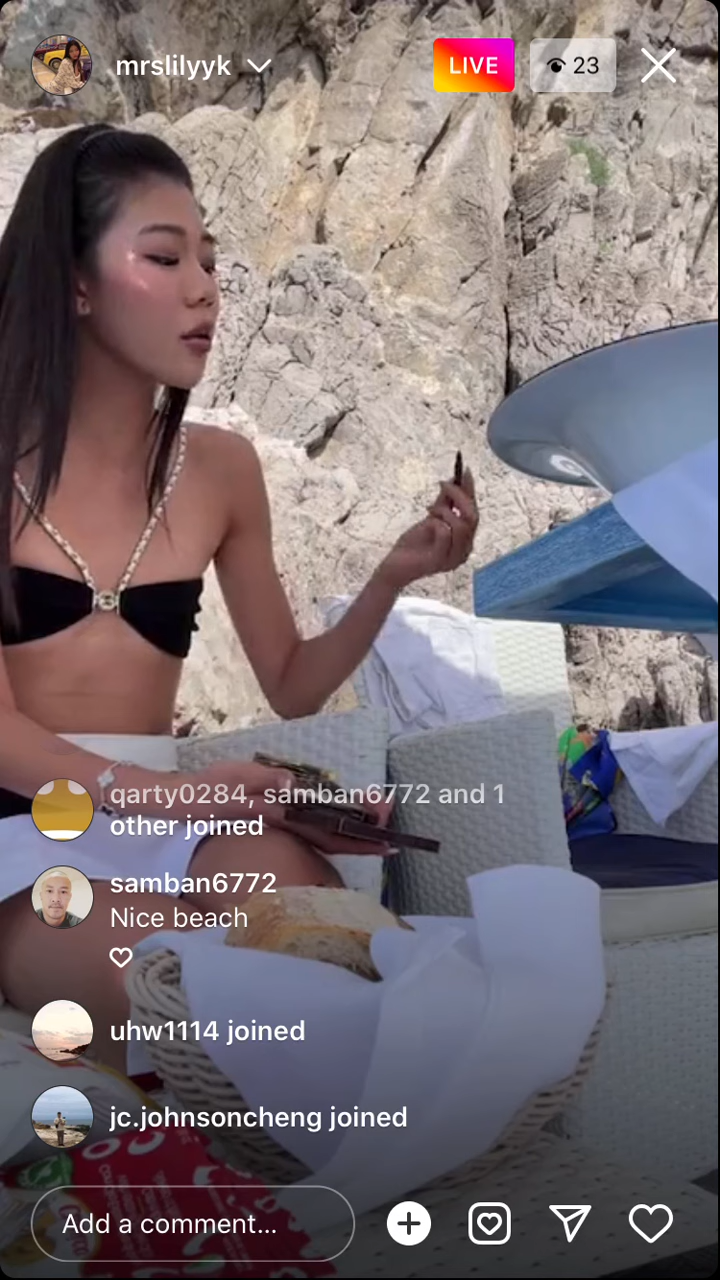 mrslilyyk
LIVE
23
qarty0284, samban6772 and 1
other joined
samban6772
Nice beach
uhw1114 joined
jc.johnsoncheng joined
Add a comment...